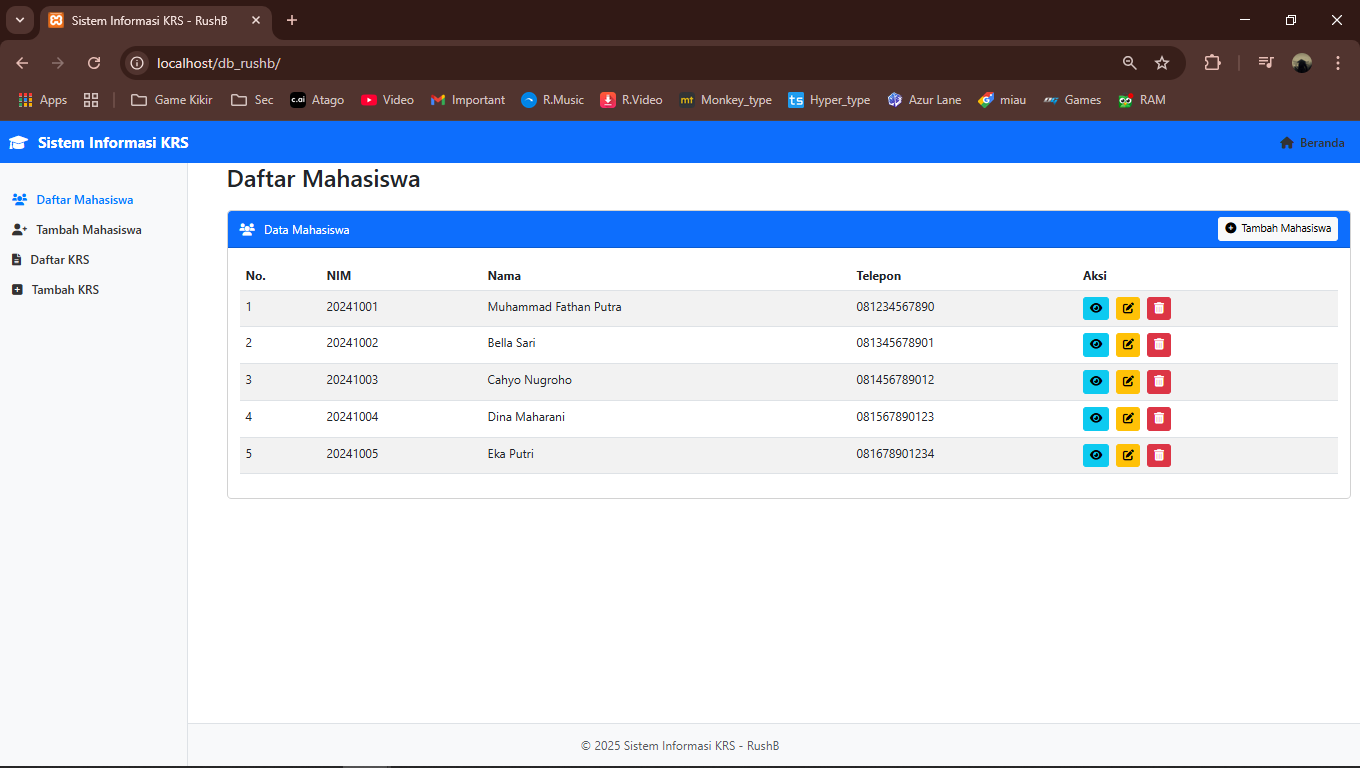 Sistem Informasi KRS - RushB
localhost/db_rushb/
Apps Game Kikir Sec c.ai Atago Video Important R.Music R.Video mt Monkey_type ts Hyper_type Azur Lane miau Games RAM
Sistem Informasi KRS Beranda
Daftar Mahasiswa
Tambah Mahasiswa
Daftar KRS
Tambah KRS
Daftar Mahasiswa
Data Mahasiswa Tambah Mahasiswa
No. NIM Nama Telepon Aksi
1 20241001 Muhammad Fathan Putra 081234567890
2 20241002 Bella Sari 081345678901
3 20241003 Cahyo Nugroho 081456789012
4 20241004 Dina Maharani 081567890123
5 20241005 Eka Putri 081678901234
© 2025 Sistem Informasi KRS - RushB